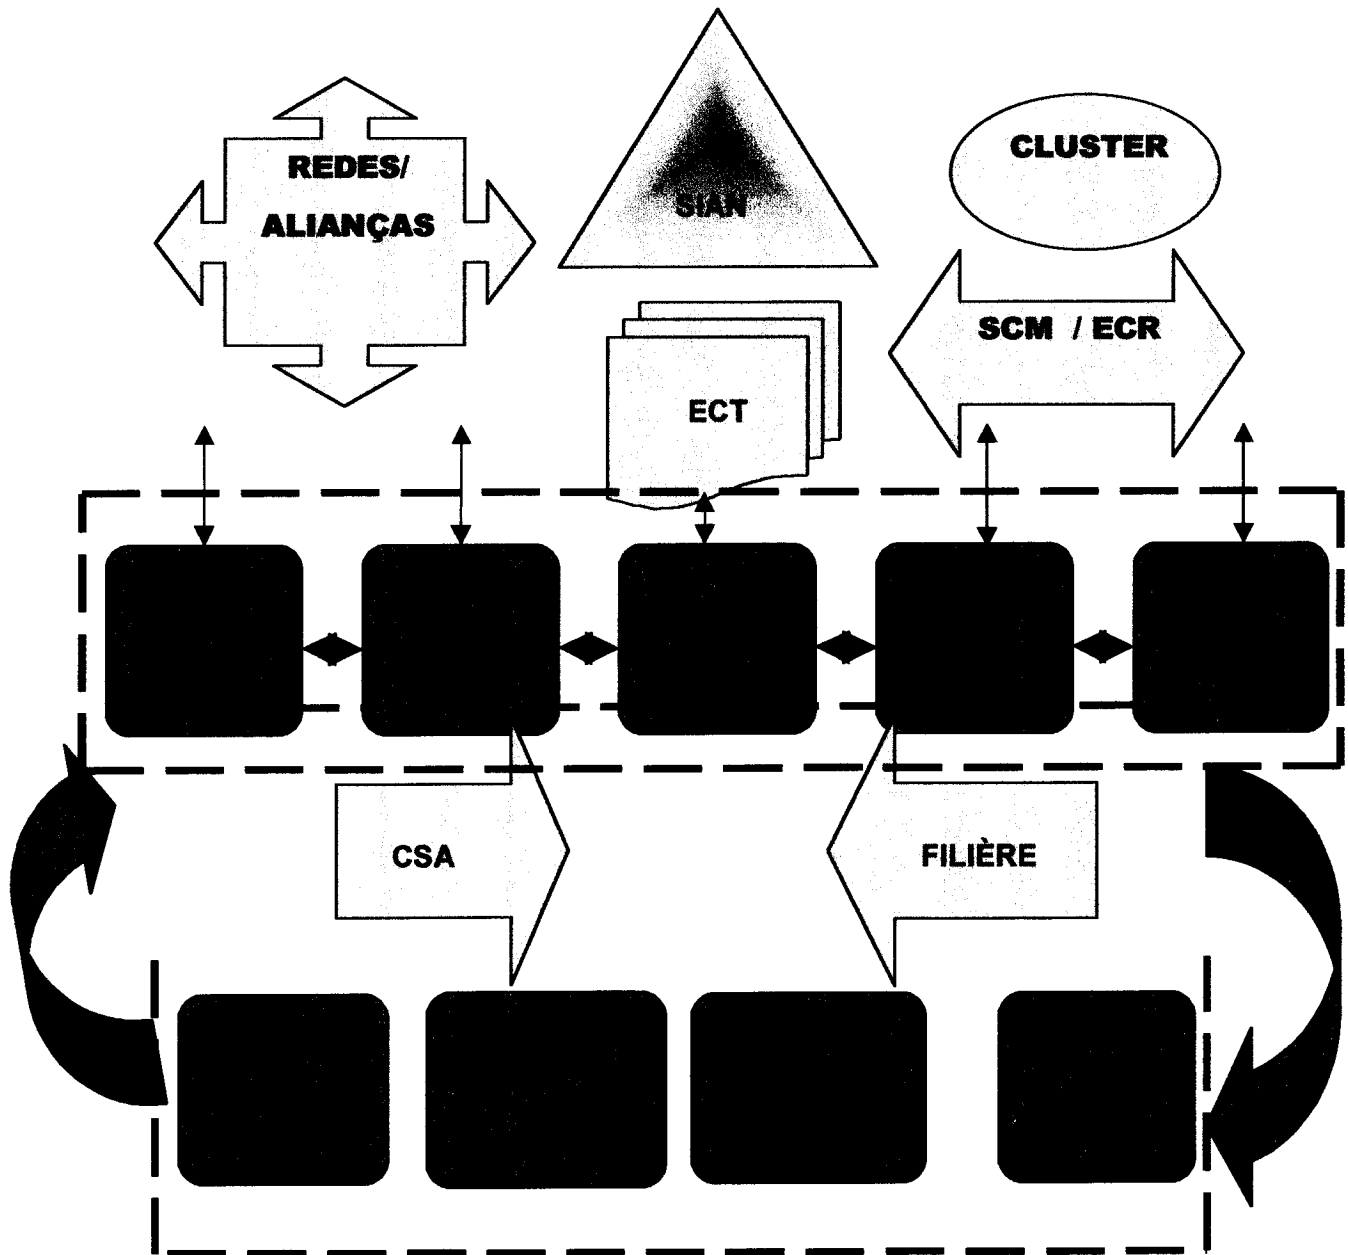 REDES/
ALIANÇAS
SIAN
CLUSTER
SCM / ECR
ECT
CSA
FILIÈRE